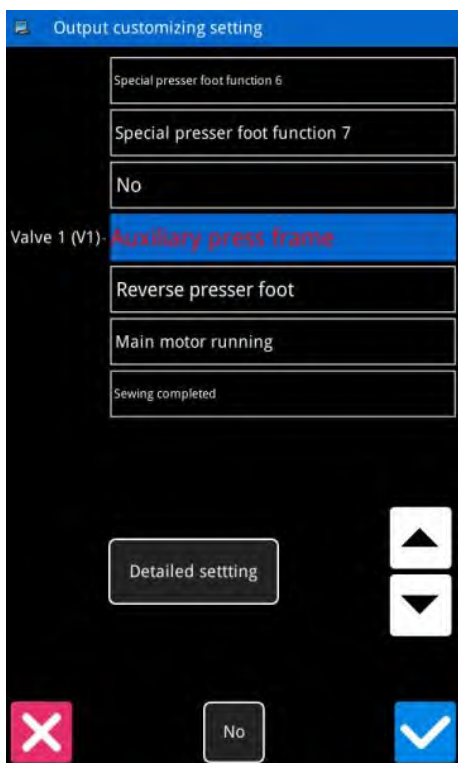 Output customizing setting
Special presser foot function 6
Special presser foot function 7
No
Valve 1 (V1)- Auxiliary press frame
Reverse presser foot
Main motor running
Sewing completed
Detailed settting
No